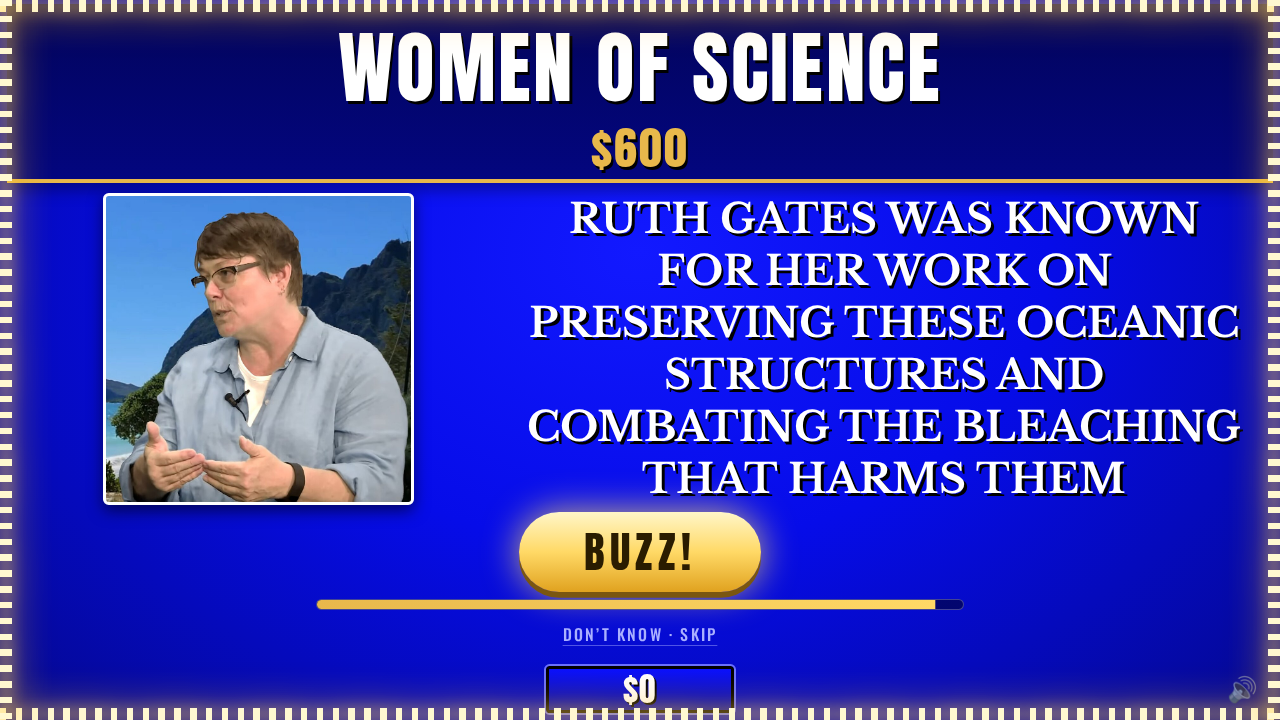 WOMEN OF SCIENCE
$600
RUTH GATES WAS KNOWN
FOR HER WORK ON
PRESERVING THESE OCEANIC
STRUCTURES AND
COMBATING THE BLEACHING
THAT HARMS THEM
BUZZ!
DON'T KNOW · SKIP
$0